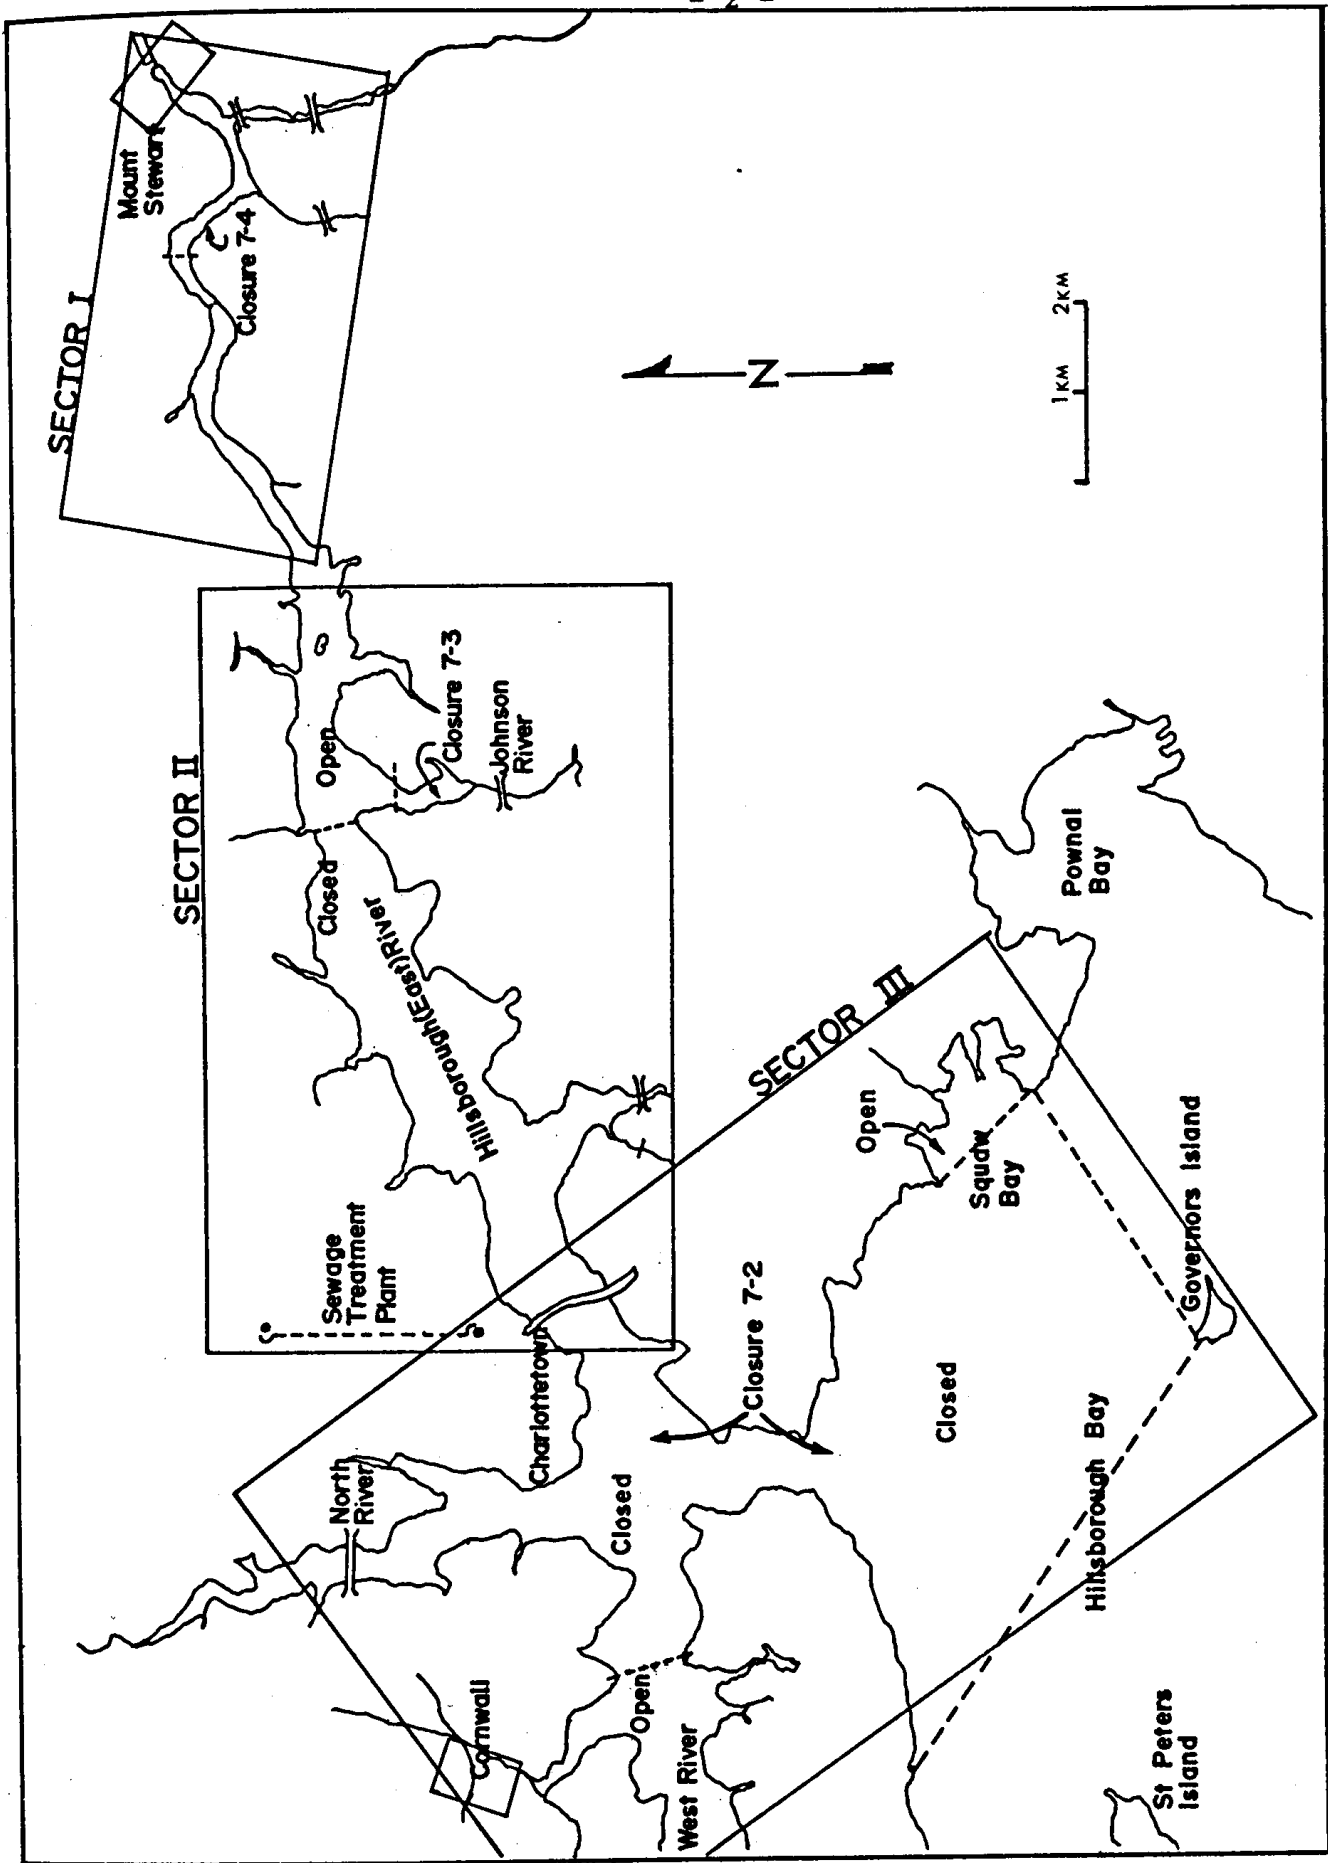 - 2 -
SECTOR I
Mount
Stewart
Closure 7-4
SECTOR II
Open
Closure 7-3
Johnson
River
Closed
Hillsborough(East)River
Sewage
Treatment
Plant
Charlottetown
North
River
Cornwall
Closed
Open
West River
Closure 7-2
SECTOR III
Open
Squaw
Bay
Pownal
Bay
Closed
Governors Island
Hillsborough Bay
St Peters
Island
N
1KM
2KM